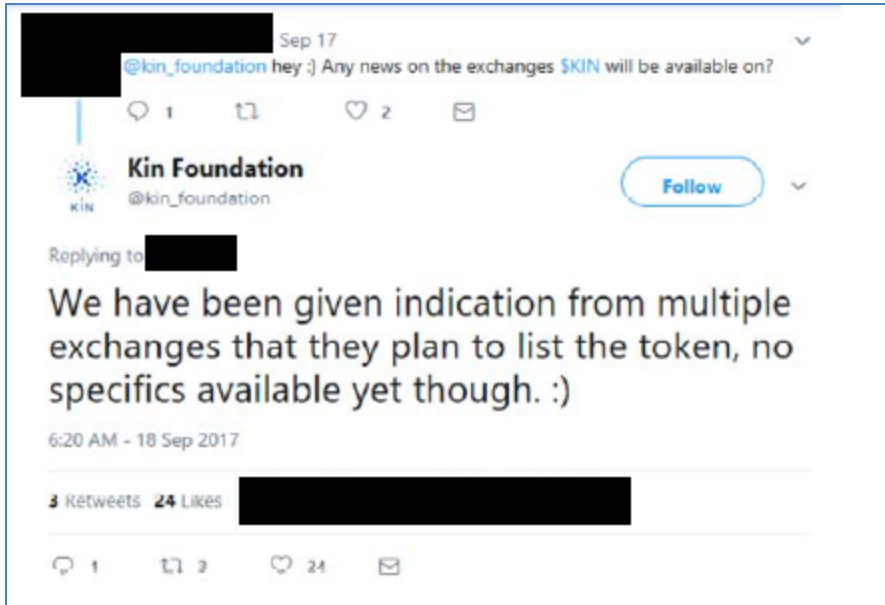 Sep 17
@kin_foundation hey :) Any news on the exchanges $KIN will be available on?
1 2
Kin Foundation
@kin_foundation
KIN
Follow
Replying to
We have been given indication from multiple
exchanges that they plan to list the token, no
specifics available yet though. :)
6:20 AM - 18 Sep 2017
3 Retweets 24 Likes
1 3 24